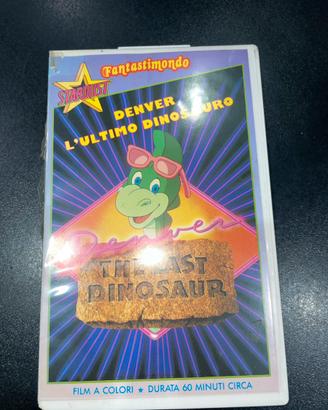 Fantastimondo
STARDUST
DENVER
L'ULTIMO DINOSAURO
Denver
THE LAST
DINOSAUR
FILM A COLORI ★ DURATA 60 MINUTI CIRCA